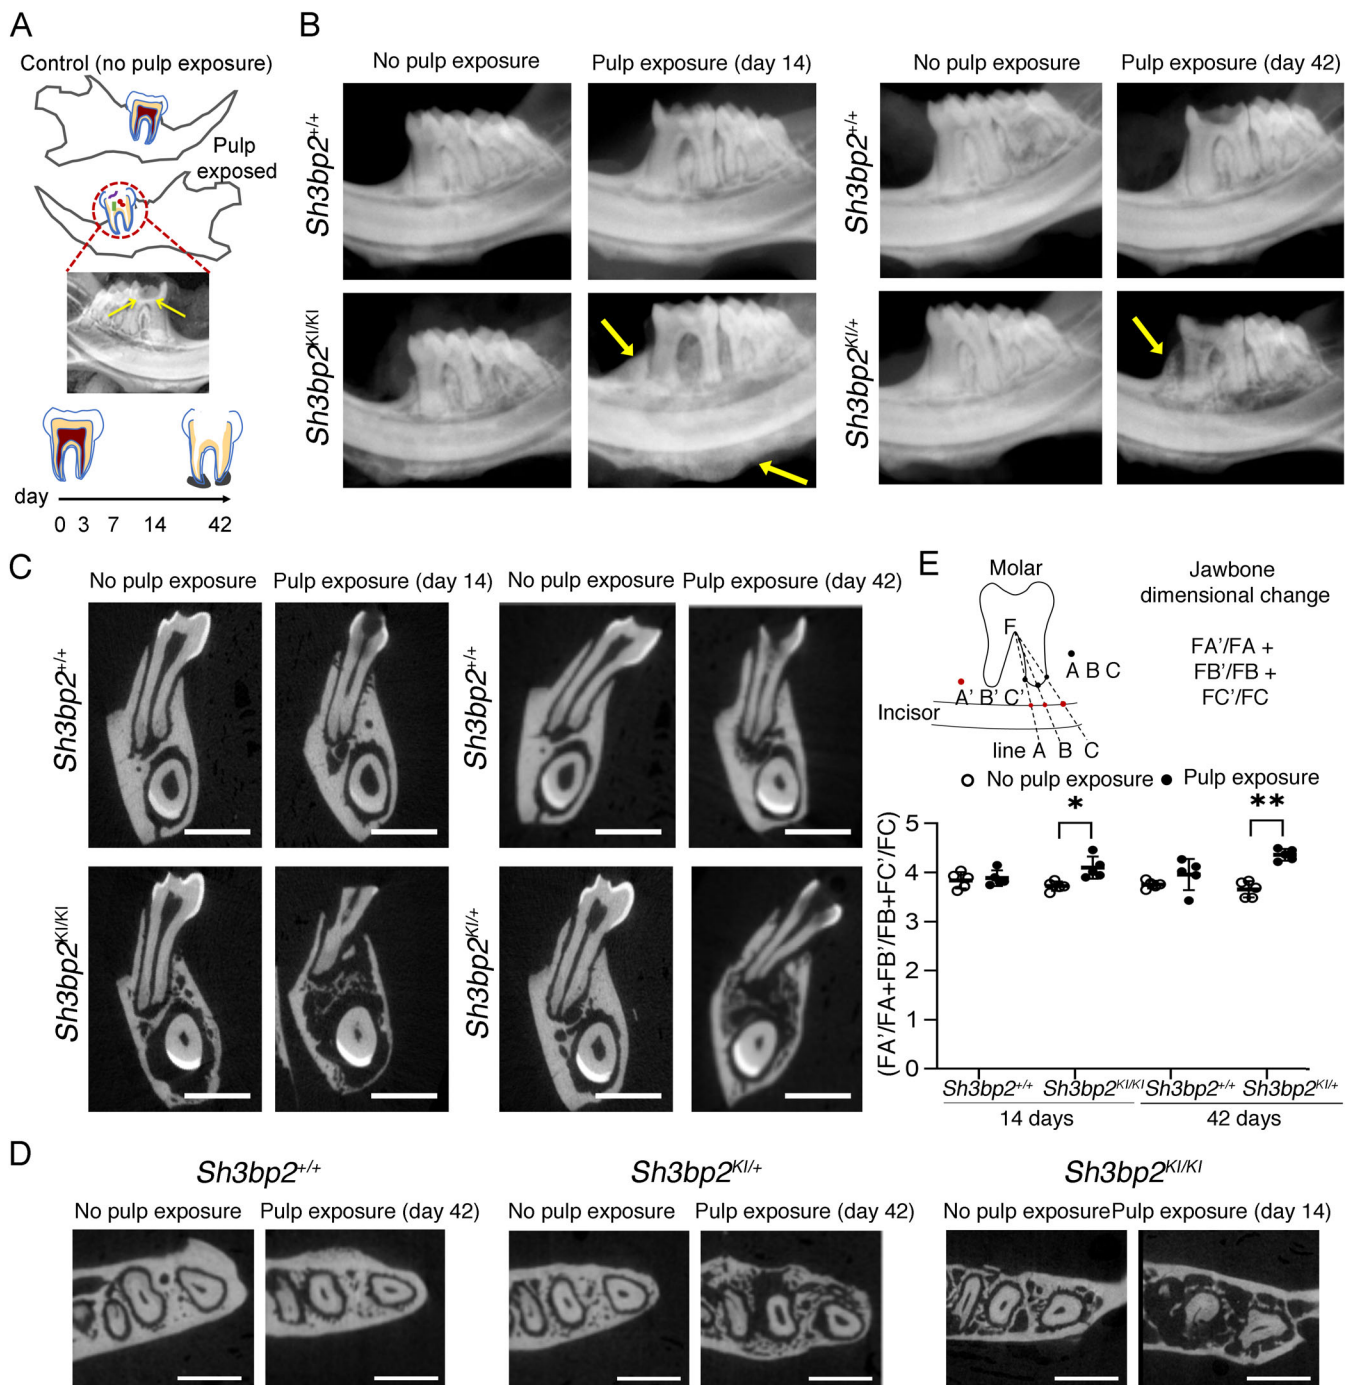 A
Control (no pulp exposure)
Pulp
exposed
day
0 3 7 14 42
B
No pulp exposure
Pulp exposure (day 14)
No pulp exposure
Pulp exposure (day 42)
Sh3bp2+/+
Sh3bp2+/+
Sh3bp2KI/KI
Sh3bp2KI/+
C
No pulp exposure
Pulp exposure (day 14)
No pulp exposure
Pulp exposure (day 42)
Sh3bp2+/+
Sh3bp2+/+
Sh3bp2KI/KI
Sh3bp2KI/+
E
Molar
Jawbone
dimensional change
F
A B C
FA’/FA +
FB’/FB +
FC’/FC
A’ B’ C’
Incisor
line A B C
No pulp exposure
Pulp exposure
*
**
(FA’/FA+FB’/FB+FC’/FC)
5
4
3
2
1
0
Sh3bp2+/+
Sh3bp2KI/KI
Sh3bp2+/+
Sh3bp2KI/+
14 days
42 days
D
Sh3bp2+/+
Sh3bp2KI/+
Sh3bp2KI/KI
No pulp exposure
Pulp exposure (day 42)
No pulp exposure
Pulp exposure (day 42)
No pulp exposure
Pulp exposure (day 14)